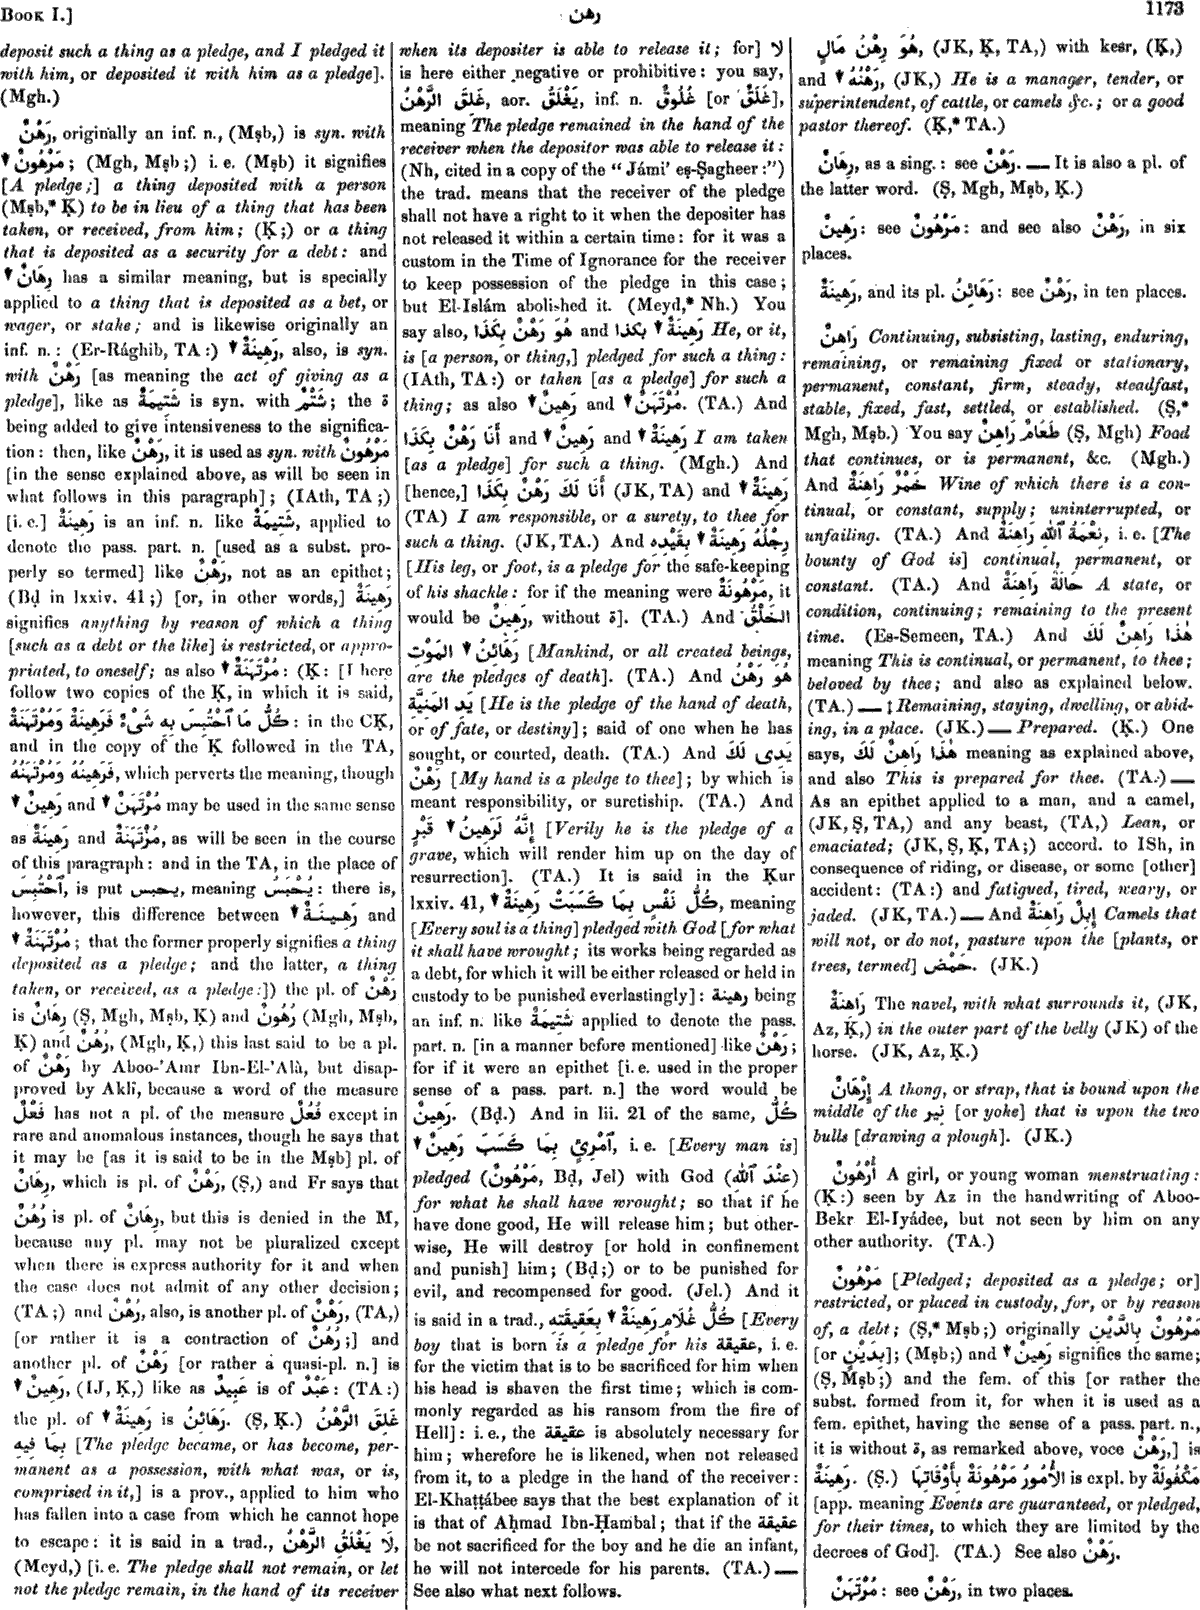 BOOK I.]
رهن
1173
deposit such a thing as a pledge, and I pledged it
with him, or deposited it with him as a pledge].
(Mgh.)
رَهْنٌ, originally an inf. n., (Mṣb,) is syn. with
مَرْهُونٌ; (Mgh, Mṣb;) i. e. (Mṣb) it signifies
[A pledge;] a thing deposited with a person
(Mṣb,* Ḳ) to be in lieu of a thing that has been
taken, or received, from him; (Ḳ;) or a thing
that is deposited as a security for a debt: and
▼ رِهَانٌ has a similar meaning, but is specially
applied to a thing that is deposited as a bet, or
wager, or stake; and is likewise originally an
inf. n.: (Er-Rághib, TA:) ▼ رَهِينَةٌ, also, is syn.
with رَهْنٌ [as meaning the act of giving as a
pledge], like as شَتِيمَةٌ is syn. with شَتْمٌ; the ة
being added to give intensiveness to the significa-
tion: then, like رَهْنٌ, it is used as syn. with مَرْهُونٌ
[in the sense explained above, as will be seen in
what follows in this paragraph]; (IAth, TA;)
[i. e.] رَهِينَةٌ is an inf. n. like شَتِيمَةٌ, applied to
denote the pass. part. n. [used as a subst. pro-
perly so termed] like رَهْنٌ, not as an epithet;
(Bḍ in lxxiv. 41;) [or, in other words,] رَهِينَةٌ
signifies anything by reason of which a thing
[such as a debt or the like] is restricted, or appro-
priated, to oneself; as also ▼ مُرْتَهَنَةٌ: (Ḳ: [I here
follow two copies of the Ḳ, in which it is said,
كُلُّ مَا ٱحْتُبِسَ بِهِ شَىْءٌ فَرَهِينَةٌ وَمُرْتَهَنَةٌ: in the CḲ,
and in the copy of the Ḳ followed in the TA,
فَرَهِينُهُ وَمُرْتَهَنُهُ, which perverts the meaning, though
▼ رَهِينٌ and ▼ مُرْتَهَنٌ may be used in the same sense
as رَهِينَةٌ and مُرْتَهَنَةٌ, as will be seen in the course
of this paragraph: and in the TA, in the place of
ٱحْتُبِسَ, is put يحبس, meaning يُحْبَسُ: there is,
however, this difference between ▼ رَهِينَةٌ and
▼ مُرْتَهَنَةٌ; that the former properly signifies a thing
deposited as a pledge; and the latter, a thing
taken, or received, as a pledge:]) the pl. of رَهْنٌ
is رِهَانٌ (Ṣ, Mgh, Mṣb, Ḳ) and رُهُونٌ (Mgh, Mṣb,
Ḳ) and رُهُنٌ, (Mgh, Ḳ,) this last said to be a pl.
of رَهْنٌ by Aboo-'Amr Ibn-El-'Alà, but disap-
proved by Akh, because a word of the measure
فَعْلٌ has not a pl. of the measure فُعُلٌ except in
rare and anomalous instances, though he says that
it may be [as it is said to be in the Mṣb] pl. of
رِهَانٌ, which is pl. of رَهْنٌ, (Ṣ,) and Fr says that
رُهُنٌ is pl. of رِهَانٌ, but this is denied in the M,
because any pl. may not be pluralized except
when there is express authority for it and when
the case does not admit of any other decision;
(TA;) and رُهْنٌ, also, is another pl. of رَهْنٌ, (TA,)
[or rather it is a contraction of رُهُنٌ;] and
another pl. of رَهْنٌ [or rather a quasi-pl. n.] is
▼ رَهِينٌ, (IJ, Ḳ,) like as عَبِيدٌ is of عَبْدٌ: (TA:)
the pl. of ▼ رَهِينَةٌ is رَهَائِنُ. (Ṣ, Ḳ.) غَلِقَ الرَّهْنُ
بِمَا فِيهِ [The pledge became, or has become, per-
manent as a possession, with what was, or is,
comprised in it,] is a prov., applied to him who
has fallen into a case from which he cannot hope
to escape: it is said in a trad., لَا يَغْلَقُ الرَّهْنُ,
(Meyd,) [i. e. The pledge shall not remain, or let
not the pledge remain, in the hand of its receiver
when its depositer is able to release it; for] لا
is here either negative or prohibitive: you say,
غَلِقَ الرَّهْنُ, aor. يَغْلَقُ, inf. n. غُلُوقٌ [or غَلَقٌ],
meaning The pledge remained in the hand of the
receiver when the depositor was able to release it:
(Nh, cited in a copy of the "Jámi' eṣ-Ṣagheer:")
the trad. means that the receiver of the pledge
shall not have a right to it when the depositer has
not released it within a certain time: for it was a
custom in the Time of Ignorance for the receiver
to keep possession of the pledge in this case;
but El-Islám abolished it. (Meyd,* Nh.) You
say also, هُوَ رَهْنٌ بِكَذَا and ▼ رَهِينَةٌ بكذا He, or it,
is [a person, or thing,] pledged for such a thing:
(IAth, TA:) or taken [as a pledge] for such a
thing; as also ▼ رَهِينٌ and ▼ مُرْتَهَنٌ. (TA.) And
أَنَا رَهْنٌ بِكَذَا and ▼ رَهِينٌ and ▼ رَهِينَةٌ I am taken
[as a pledge] for such a thing. (Mgh.) And
[hence,] أَنَا لَكَ رَهْنٌ بِكَذَا (JK, TA) and ▼ رَهِينَةٌ
(TA) I am responsible, or a surety, to thee for
such a thing. (JK, TA.) And رِجْلُهُ رَهِينَةٌ ▼ بِقَيْدِهِ
[His leg, or foot, is a pledge for the safe-keeping
of his shackle: for if the meaning were مَرْهُونَةٌ, it
would be رَهِينٌ, without ة]. (TA.) And الخَلْقُ
رَهَائِنُ ▼ المَوْتِ [Mankind, or all created beings,
are the pledges of death]. (TA.) And هُوَ رَهْنُ
يَدِ المَنِيَّةِ [He is the pledge of the hand of death,
or of fate, or destiny]; said of one when he has
sought, or courted, death. (TA.) And يَدِى لَكَ
رَهْنٌ [My hand is a pledge to thee]; by which is
meant responsibility, or suretiship. (TA.) And
إِنَّهُ لَرَهِينُ ▼ قَبْرٍ [Verily he is the pledge of a
grave, which will render him up on the day of
resurrection]. (TA.) It is said in the Ḳur
lxxiv. 41, كُلُّ نَفْسٍ بِمَا كَسَبَتْ رَهِينَةٌ ▼, meaning
[Every soul is a thing] pledged with God [for what
it shall have wrought; its works being regarded as
a debt, for which it will be either released or held in
custody to be punished everlastingly]: رهينة being
an inf. n. like شَتِيمَةٌ applied to denote the pass.
part. n. [in a manner before mentioned] like رَهْنٌ;
for if it were an epithet [i. e. used in the proper
sense of a pass. part. n.] the word would be
رَهِينٌ. (Bḍ.) And in lii. 21 of the same, كُلُّ
ٱمْرِئٍ بِمَا كَسَبَ رَهِينٌ ▼, i. e. [Every man is]
pledged (مَرْهُونٌ, Bḍ, Jel) with God (عِنْدَ ٱللّٰهِ)
for what he shall have wrought; so that if he
have done good, He will release him; but other-
wise, He will destroy [or hold in confinement
and punish] him; (Bḍ;) or to be punished for
evil, and recompensed for good. (Jel.) And it
is said in a trad., كُلُّ غُلَامٍ رَهِينَةٌ ▼ بِعَقِيقَتِهِ [Every
boy that is born is a pledge for his عقيقة, i. e.
for the victim that is to be sacrificed for him when
his head is shaven the first time; which is com-
monly regarded as his ransom from the fire of
Hell]: i. e., the عقيقة is absolutely necessary for
him; wherefore he is likened, when not released
from it, to a pledge in the hand of the receiver:
El-Khaṭṭábee says that the best explanation of it
is that of Aḥmad Ibn-Ḥambal; that if the عقيقة
be not sacrificed for the boy and he die an infant,
he will not intercede for his parents. (TA.) —
See also what next follows.
هُوَ رِهْنُ مَالٍ, (JK, Ḳ, TA,) with kesr, (Ḳ,)
and ▼ رَهْنُهُ, (JK,) He is a manager, tender, or
superintendent, of cattle, or camels &c.; or a good
pastor thereof. (Ḳ,* TA.)
رِهَانٌ, as a sing.: see رَهْنٌ. — It is also a pl. of
the latter word. (Ṣ, Mgh, Mṣb, Ḳ.)
رَهِينٌ: see مَرْهُونٌ: and see also رَهْنٌ, in six
places.
رَهِينَةٌ, and its pl. رَهَائِنُ: see رَهْنٌ, in ten places.
رَاهِنٌ Continuing, subsisting, lasting, enduring,
remaining, or remaining fixed or stationary,
permanent, constant, firm, steady, steadfast,
stable, fixed, fast, settled, or established. (Ṣ,*
Mgh, Mṣb.) You say طَعَامٌ رَاهِنٌ (Ṣ, Mgh) Food
that continues, or is permanent, &c. (Mgh.)
And خَمْرٌ رَاهِنَةٌ Wine of which there is a con-
tinual, or constant, supply; uninterrupted, or
unfailing. (TA.) And نِعْمَةُ ٱللّٰهِ رَاهِنَةٌ, i. e. [The
bounty of God is] continual, permanent, or
constant. (TA.) And حَالَةٌ رَاهِنَةٌ A state, or
condition, continuing; remaining to the present
time. (Es-Semeen, TA.) And هٰذَا رَاهِنٌ لَكَ
meaning This is continual, or permanent, to thee;
beloved by thee; and also as explained below.
(TA.) — ‡ Remaining, staying, dwelling, or abid-
ing, in a place. (JK.) — Prepared. (Ḳ.) One
says, هٰذَا رَاهِنٌ لَكَ meaning as explained above,
and also This is prepared for thee. (TA.) —
As an epithet applied to a man, and a camel,
(JK, Ṣ, TA,) and any beast, (TA,) Lean, or
emaciated; (JK, Ṣ, Ḳ, TA;) accord. to ISh, in
consequence of riding, or disease, or some [other]
accident: (TA:) and fatigued, tired, weary, or
jaded. (JK, TA.) — And إِبِلٌ رَاهِنَةٌ Camels that
will not, or do not, pasture upon the [plants, or
trees, termed] حَمْض. (JK.)
رَاهِنَةٌ The navel, with what surrounds it, (JK,
Az, Ḳ,) in the outer part of the belly (JK) of the
horse. (JK, Az, Ḳ.)
إِرْهَانٌ A thong, or strap, that is bound upon the
middle of the نِير [or yoke] that is upon the two
bulls [drawing a plough]. (JK.)
أُرْهُونٌ A girl, or young woman menstruating:
(Ḳ:) seen by Az in the handwriting of Aboo-
Bekr El-Iyádee, but not seen by him on any
other authority. (TA.)
مَرْهُونٌ [Pledged; deposited as a pledge; or]
restricted, or placed in custody, for, or by reason
of, a debt; (Ṣ,* Mṣb;) originally مَرْهُونٌ بِالدَّيْنِ
[or بِدَيْنٍ]; (Mṣb;) and ▼ رَهِينٌ signifies the same;
(Ṣ, Mṣb;) and the fem. of this [or rather the
subst. formed from it, for when it is used as a
fem. epithet, having the sense of a pass. part. n.,
it is without ة, as remarked above, voce رَهْنٌ,] is
رَهِينَةٌ. (Ṣ.) الأُمُورُ مَرْهُونَةٌ بِأَوْقَاتِهَا is expl. by مَكْفُولَةٌ
[app. meaning Events are guaranteed, or pledged,
for their times, to which they are limited by the
decrees of God]. (TA.) See also رَهْنٌ.
مُرْتَهَنٌ: see رَهْنٌ, in two places.